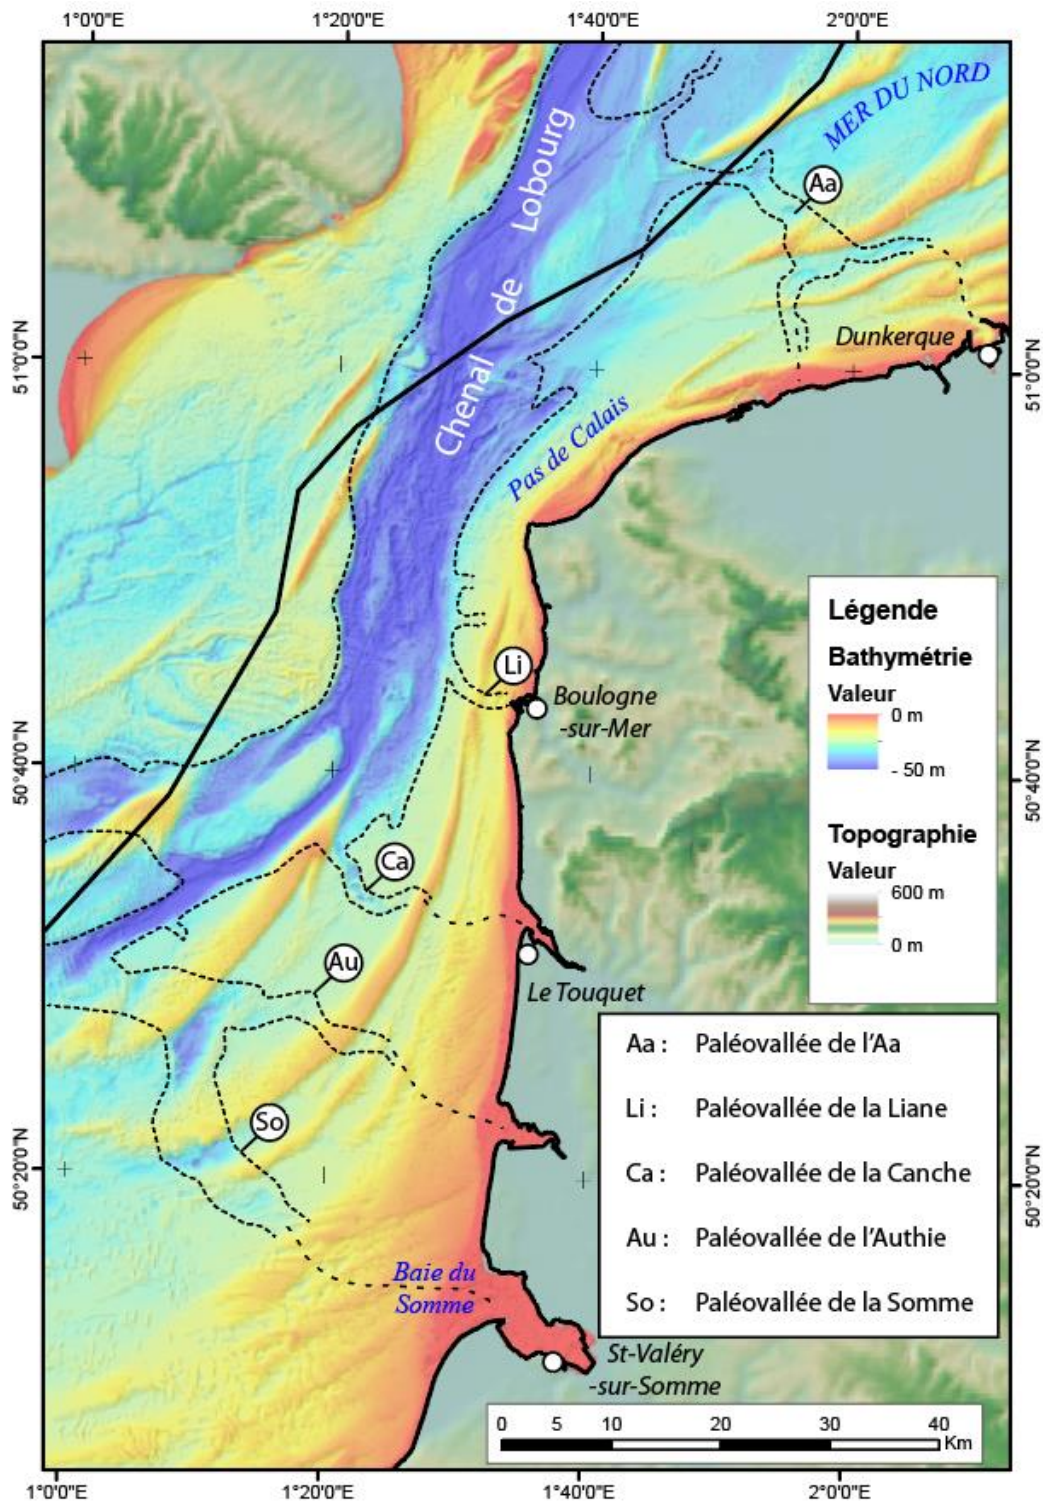 1°0'0"E
1°20'0"E
1°40'0"E
2°0'0"E
MER DU NORD
Chenal de Lobourg
Aa
51°0'0"N
Dunkerque
51°0'0"N
Pas de Calais
Légende
Bathymétrie
Valeur
0 m
- 50 m
Topographie
Valeur
600 m
0 m
Li
Boulogne
-sur-Mer
50°40'0"N
50°40'0"N
Ca
Au
Le Touquet
So
50°20'0"N
50°20'0"N
Aa : Paléovallée de l'Aa
Li : Paléovallée de la Liane
Ca : Paléovallée de la Canche
Au : Paléovallée de l'Authie
So : Paléovallée de la Somme
Baie du
Somme
St-Valéry
-sur-Somme
0 5 10 20 30 40
Km
1°0'0"E
1°20'0"E
1°40'0"E
2°0'0"E